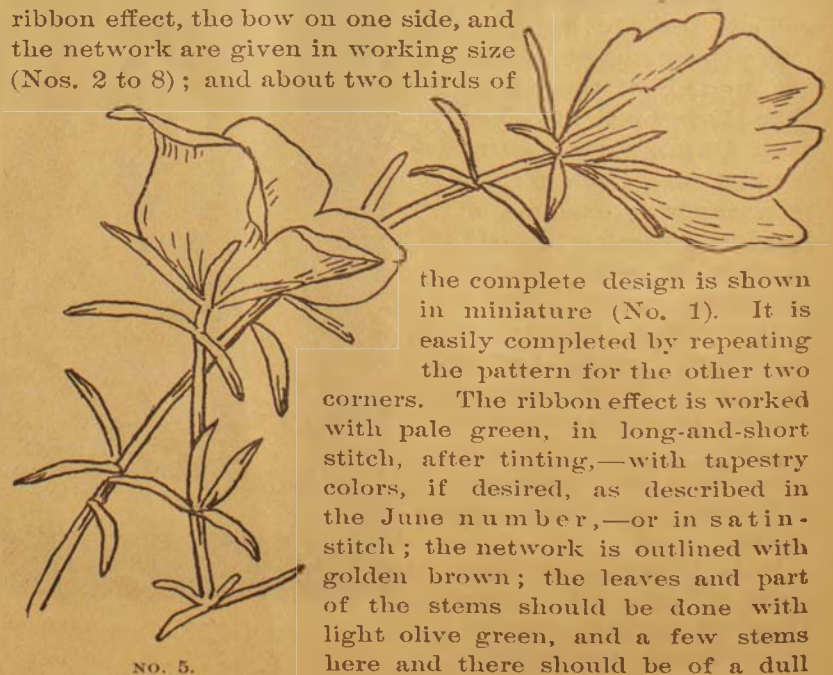 ribbon effect, the bow on one side, and
the network are given in working size
(Nos. 2 to 8) ; and about two thirds of
the complete design is shown
in miniature (No. 1). It is
easily completed by repeating
the pattern for the other two
corners. The ribbon effect is worked
with pale green, in long-and-short
stitch, after tinting,—with tapestry
colors, if desired, as described in
the June number,—or in satin-
stitch ; the network is outlined with
golden brown ; the leaves and part
of the stems should be done with
light olive green, and a few stems
here and there should be of a dull
NO. 5.